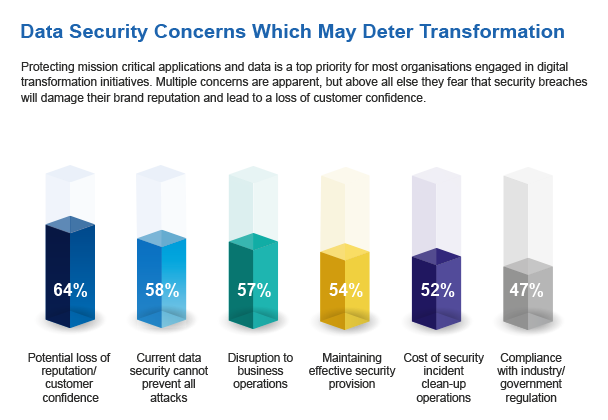 Data Security Concerns Which May Deter Transformation
Protecting mission critical applications and data is a top priority for most organisations engaged in digital
transformation initiatives. Multiple concerns are apparent, but above all else they fear that security breaches
will damage their brand reputation and lead to a loss of customer confidence.
64%
58%
57%
54%
52%
47%
Potential loss of
reputation/
customer
confidence
Current data
security cannot
prevent all
attacks
Disruption to
business
operations
Maintaining
effective security
provision
Cost of security
incident
clean-up
operations
Compliance
with industry/
government
regulation